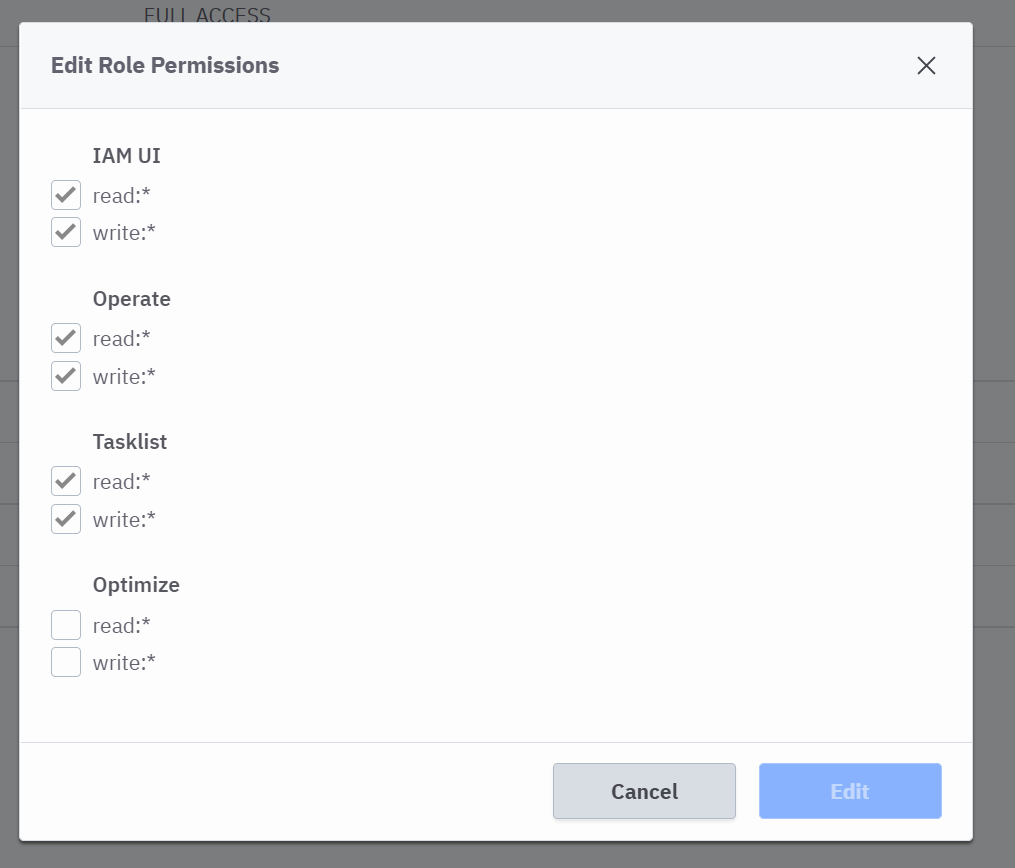 FULL ACCESS
Edit Role Permissions
IAM UI
read:*
write:*
Operate
read:*
write:*
Tasklist
read:*
write:*
Optimize
read:*
write:*
Cancel
Edit